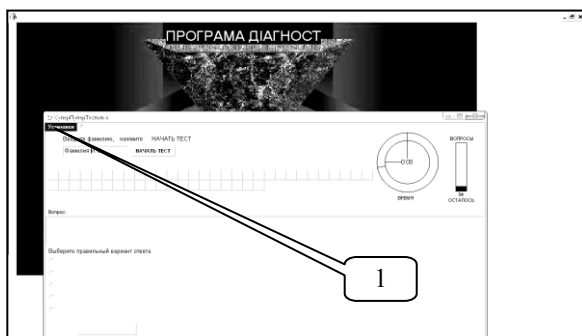 ПРОГРАМА ДІАГНОСТ
СуперПуперТестилка
Установки
Введите фамилию, нажмите НАЧАТЬ ТЕСТ
Фамилия И
НАЧАТЬ ТЕСТ
ВОПРОСЫ
0:00
ВРЕМЯ
ОСТАЛОСЬ
Вопрос:
Выберите правильный вариант ответа
1